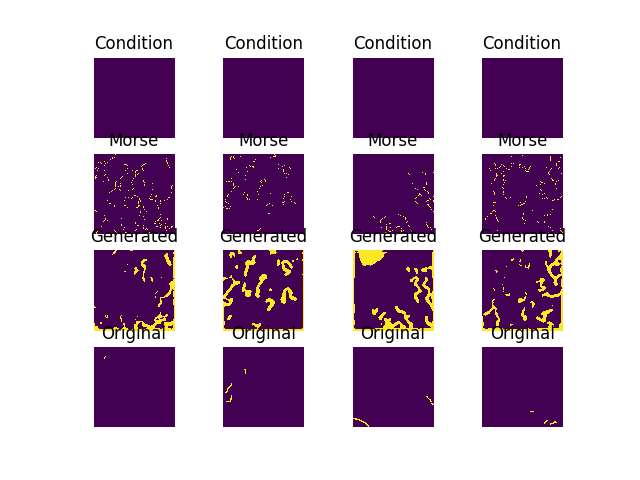 Condition Condition Condition Condition
Morse Morse Morse Morse
Generated Generated Generated Generated
Original Original Original Original